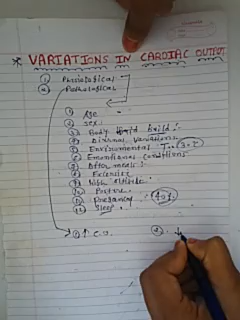 * VARIATIONS IN CARDIAC OUTPUT
① Physiological
② Pathological
① Age
② Sex
③ Body Build
④ Diurnal Variations
⑤ Environmental
⑥ Emotional conditions
⑦ After meals
⑧ Exercise
⑨ High altitude
⑩ Posture
⑪ Pregnancy
⑫ Sleep
① ↑ C.O.
② ↓